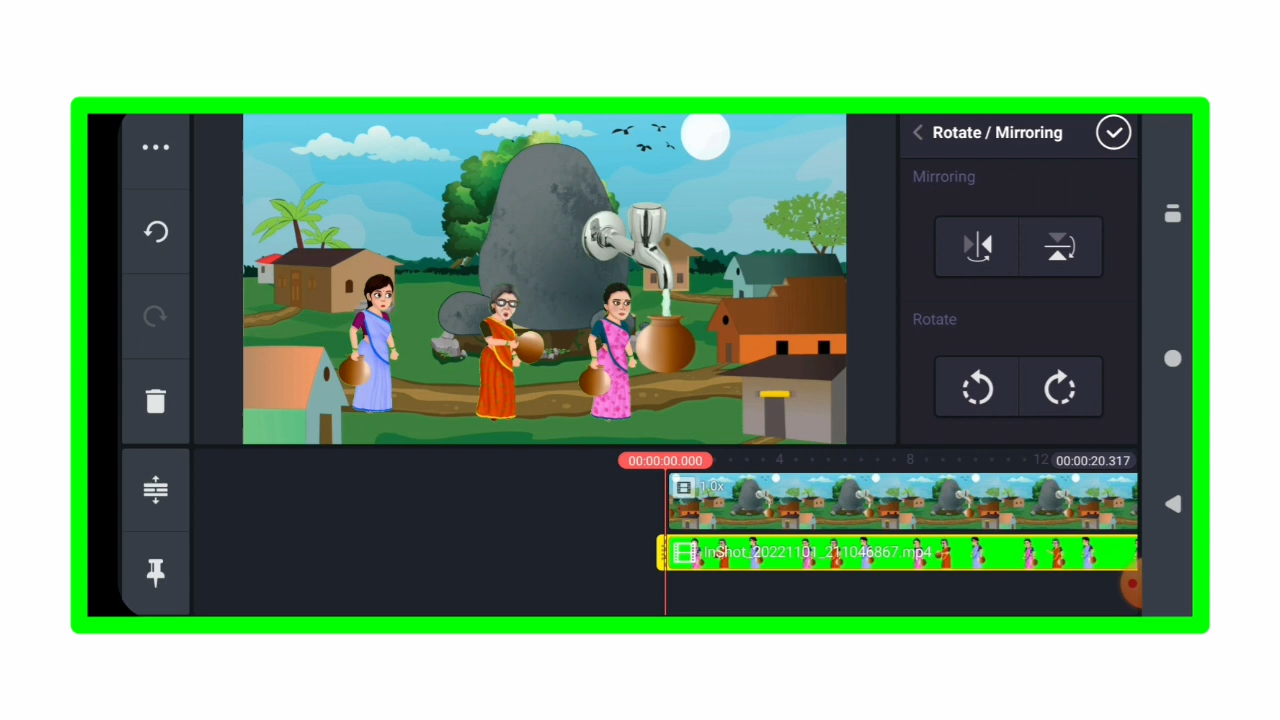 Rotate / Mirroring
Mirroring
Rotate
00:00:00.000
4
8
12
00:00:20.317
1.0x
InShot_20221101_211046867.mp4